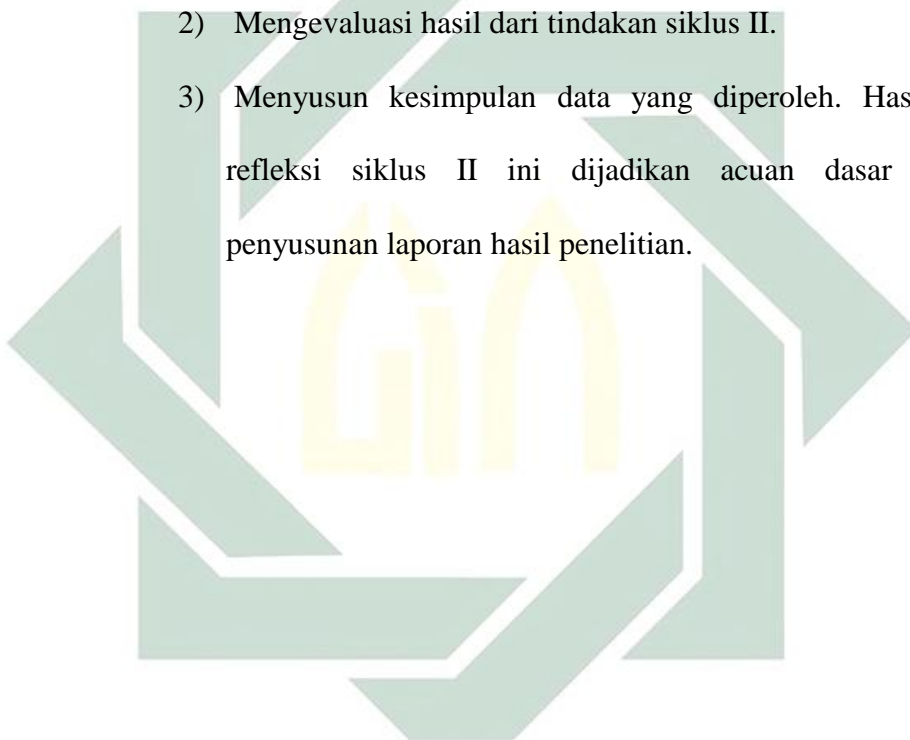 2) Mengevaluasi hasil dari tindakan siklus II.
3) Menyusun kesimpulan data yang diperoleh. Has
refleksi siklus II ini dijadikan acuan dasar
penyusunan laporan hasil penelitian.